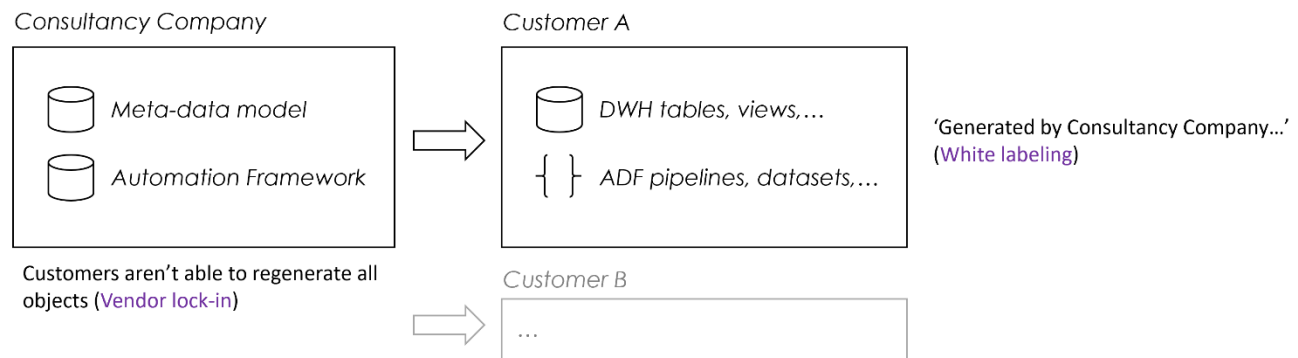 Consultancy Company
Meta-data model
Automation Framework
Customers aren't able to regenerate all
objects (Vendor lock-in)
Customer A
DWH tables, views,…
{ } ADF pipelines, datasets,…
‘Generated by Consultancy Company…’
(White labeling)
Customer B
…